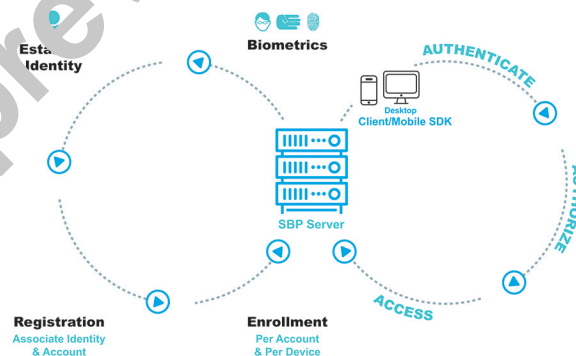 Biometrics
Identity
AUTHENTICATE
Desktop
Client/Mobile SDK
SBP Server
AUTHORIZE
ACCESS
Registration
Associate Identity
& Account
Enrollment
Per Account
& Per Device